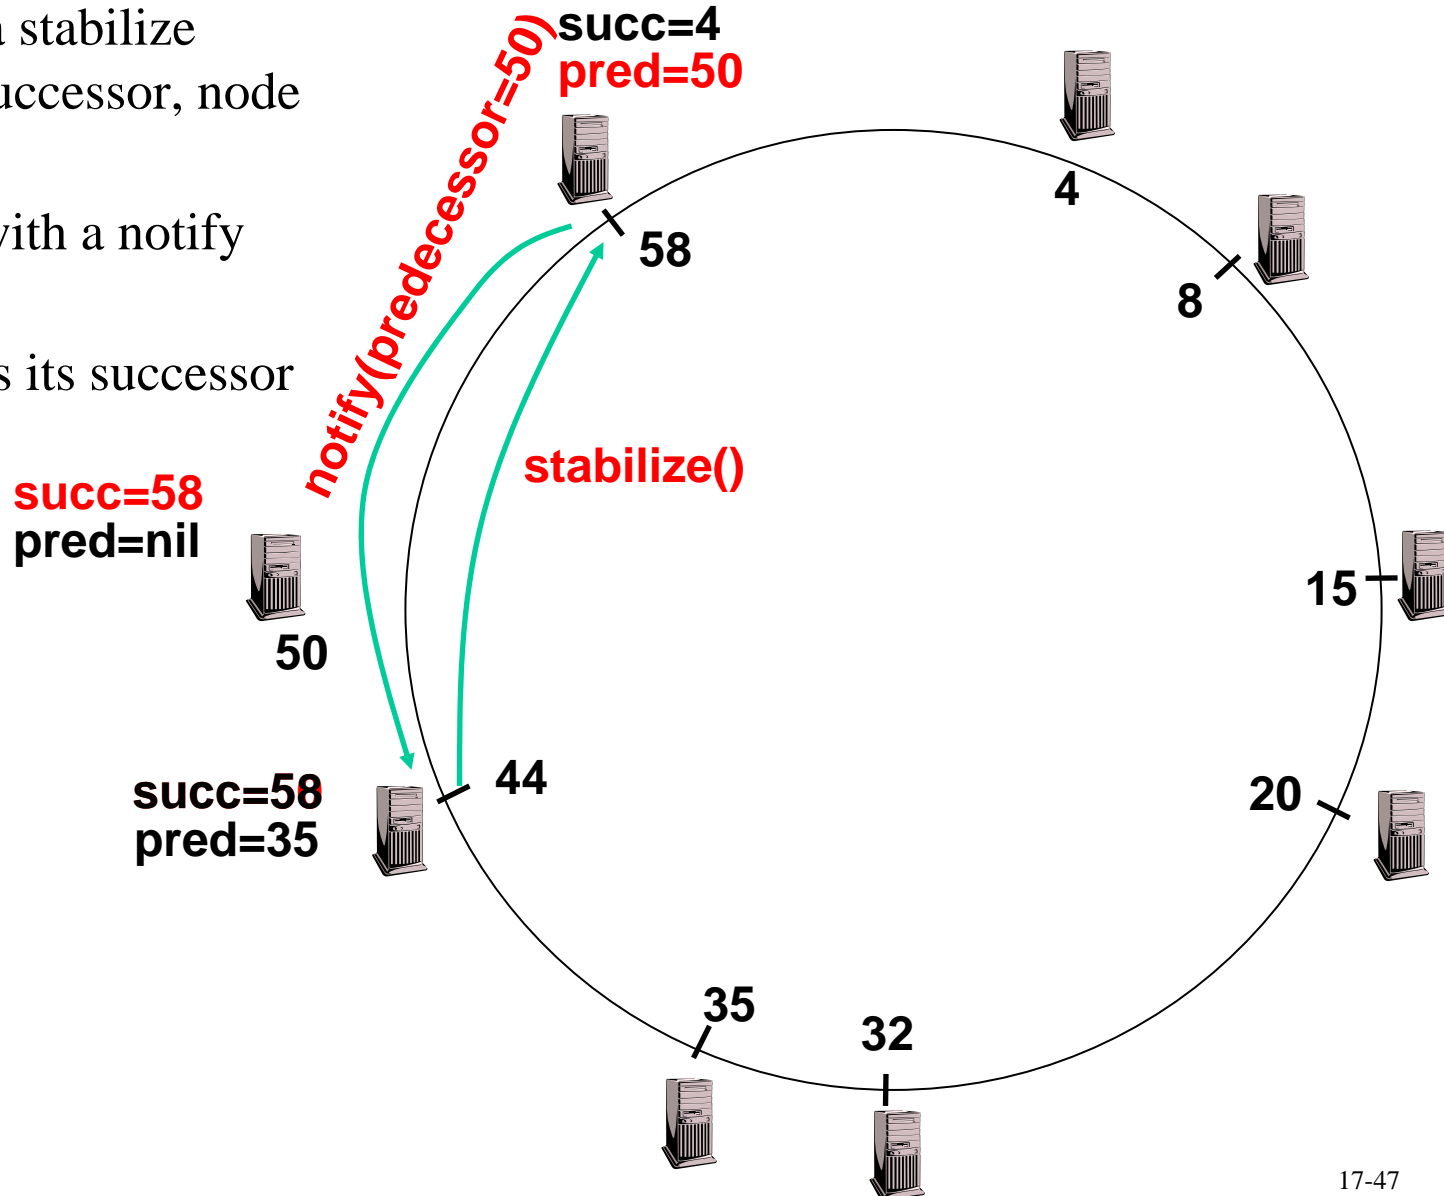 a stabilize
uccessor, node
with a notify
s its successor
succ=4
pred=50
notify(predecessor=50)
stabilize()
succ=58
pred=nil
50
succ=58
pred=35
44
58
4
8
15
20
32
35
17-47